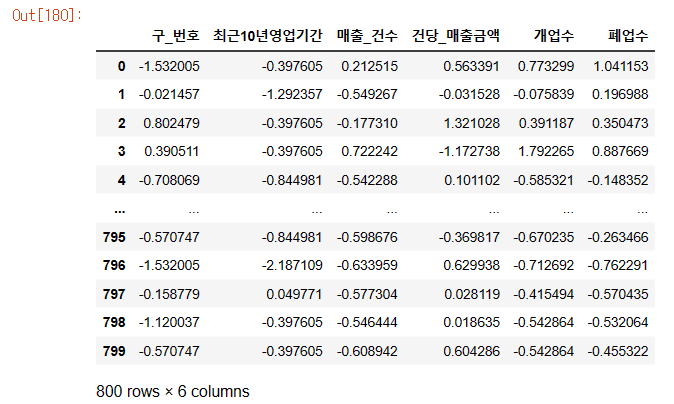 Out[180]:
구_번호 최근10년영업기간 매출_건수 건당_매출금액 개업수 폐업수
0 -1.532005 -0.397605 0.212515 0.563391 0.773299 1.041153
1 -0.021457 -1.292357 -0.549267 -0.031528 -0.075839 0.196988
2 0.802479 -0.397605 -0.177310 1.321028 0.391187 0.350473
3 0.390511 -0.397605 0.722242 -1.172738 1.792265 0.887669
4 -0.708069 -0.844981 -0.542288 0.101102 -0.585321 -0.148352
... ... ... ... ... ... ...
795 -0.570747 -0.844981 -0.598676 -0.369817 -0.670235 -0.263466
796 -1.532005 -2.187109 -0.633959 0.629938 -0.712692 -0.762291
797 -0.158779 0.049771 -0.577304 0.028119 -0.415494 -0.570435
798 -1.120037 -0.397605 -0.546444 0.018635 -0.542864 -0.532064
799 -0.570747 -0.397605 -0.608942 0.604286 -0.542864 -0.455322
800 rows × 6 columns